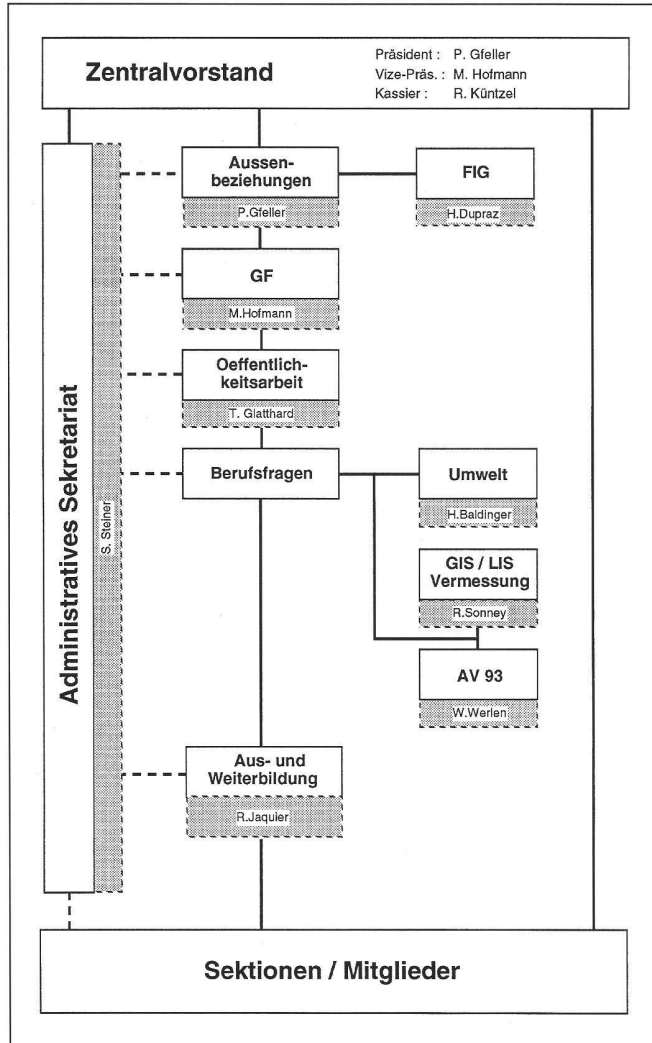 Zentralvorstand
Präsident : P. Gfeller
Vize-Präs. : M. Hofmann
Kassier : R. Küntzel
Administratives Sekretariat
S. Steiner
Aussen-
beziehungen
P.Gfeller
FIG
H.Dupraz
GF
M.Hofmann
Oeffentlich-
keitsarbeit
T. Glatthard
Berufsfragen
Umwelt
H.Baldinger
GIS / LIS
Vermessung
R.Sonney
AV 93
W.Werlen
Aus- und
Weiterbildung
R.Jaquier
Sektionen / Mitglieder